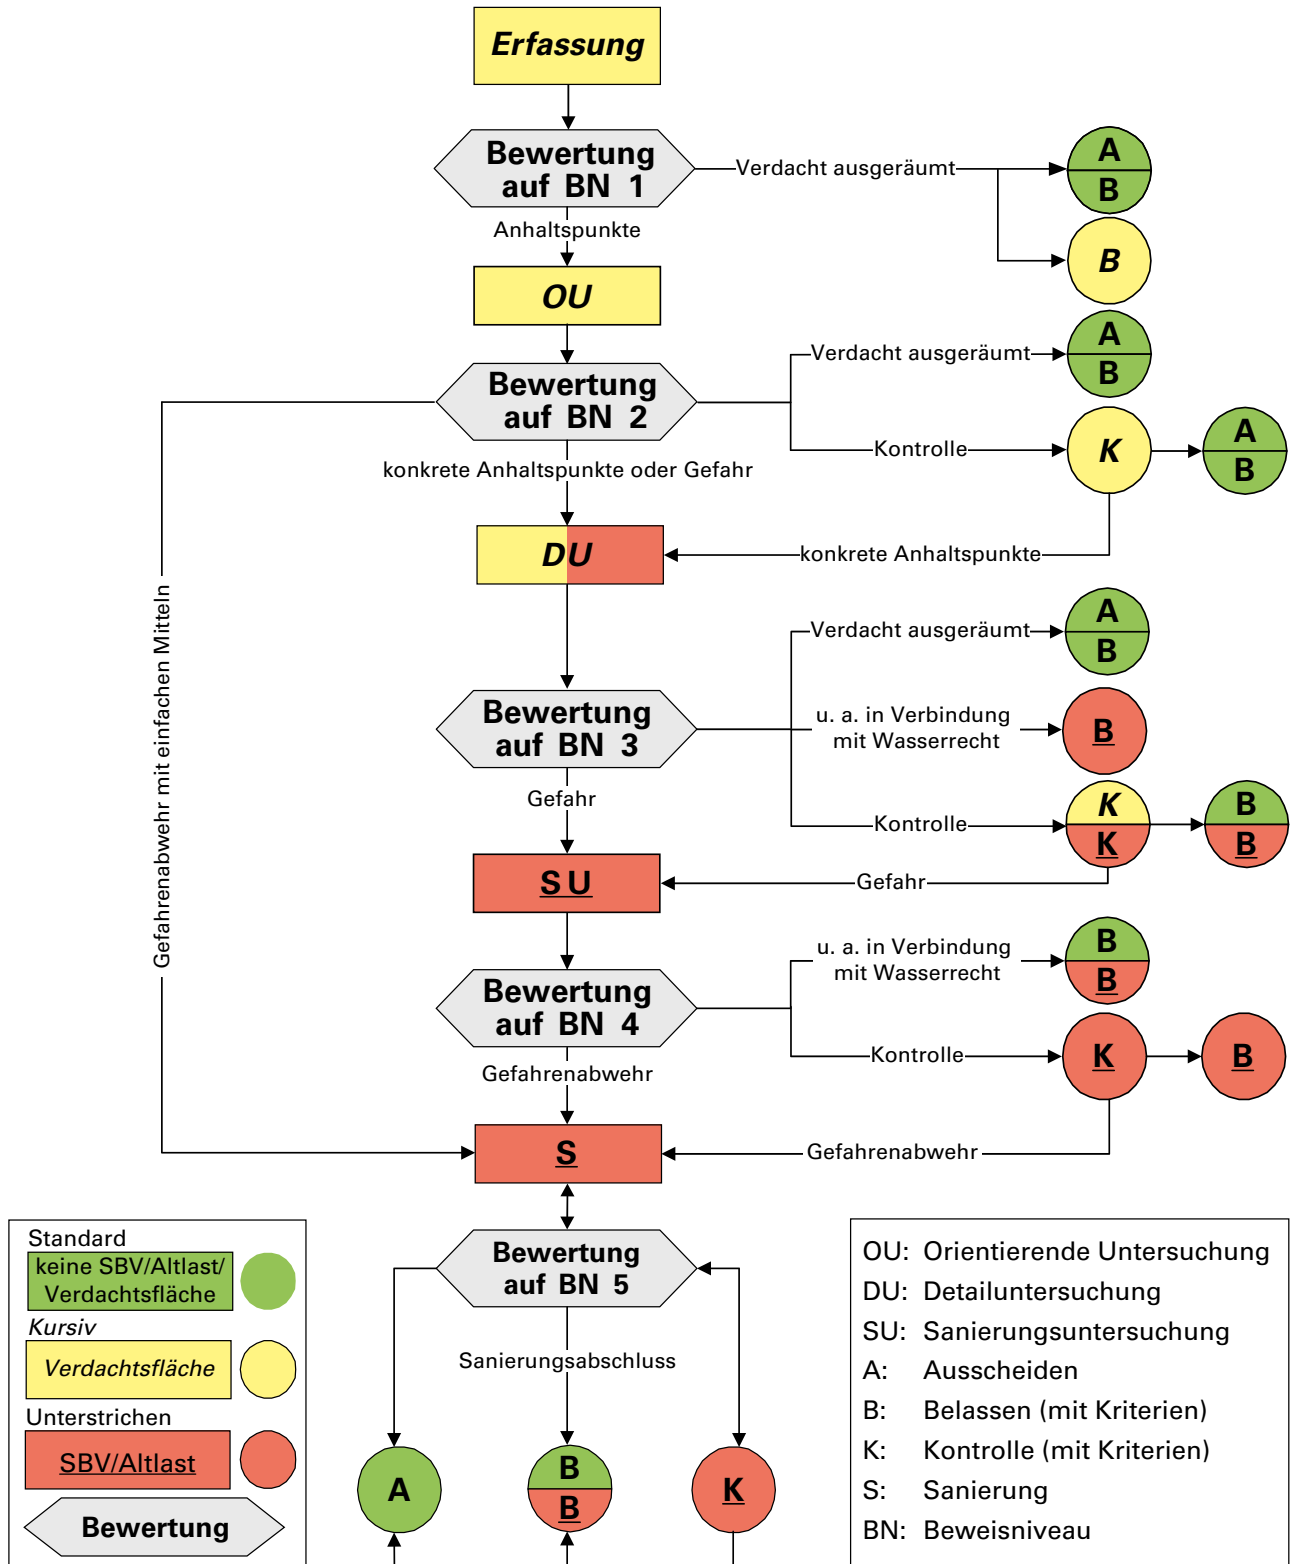 Erfassung
Bewertung
auf BN 1
Verdacht ausgeräumt
A
B
Anhaltspunkte
B
OU
Verdacht ausgeräumt
A
B
Bewertung
auf BN 2
Kontrolle
K
A
B
konkrete Anhaltspunkte oder Gefahr
DU
konkrete Anhaltspunkte
Gefahrenabwehr mit einfachen Mitteln
Verdacht ausgeräumt
A
B
Bewertung
auf BN 3
u. a. in Verbindung
mit Wasserrecht
B
Gefahr
Kontrolle
K
K
B
B
SU
Gefahr
u. a. in Verbindung
mit Wasserrecht
B
B
Bewertung
auf BN 4
Kontrolle
K
B
Gefahrenabwehr
S
Gefahrenabwehr
Bewertung
auf BN 5
Sanierungsabschluss
A
B
B
K
Standard
keine SBV/Altlast/
Verdachtsfläche
Kursiv
Verdachtsfläche
Unterstrichen
SBV/Altlast
Bewertung
OU: Orientierende Untersuchung
DU: Detailuntersuchung
SU: Sanierungsuntersuchung
A: Ausscheiden
B: Belassen (mit Kriterien)
K: Kontrolle (mit Kriterien)
S: Sanierung
BN: Beweisniveau